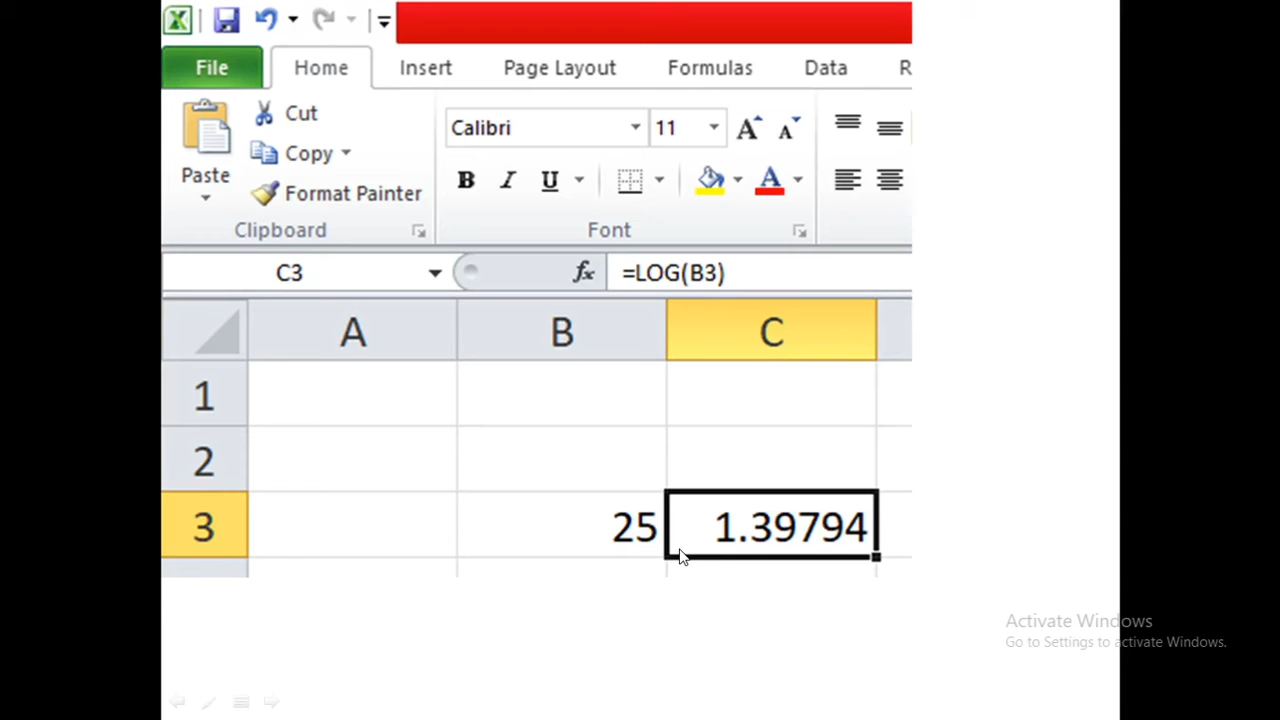 File Home Insert Page Layout Formulas Data R
Cut
Calibri 11 A A
Copy
Paste
B I U A
Format Painter
Clipboard Font
C3 fx =LOG(B3)
A B C
1
2
3 25 1.39794
Activate Windows
Go to Settings to activate Windows.